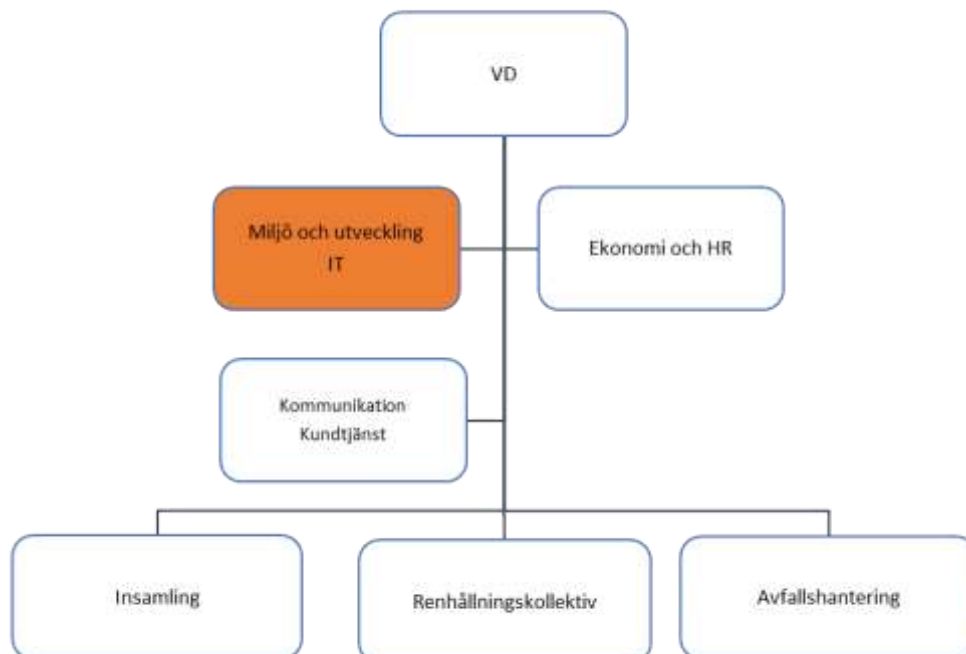 VD
Miljö och utveckling
IT
Ekonomi och HR
Kommunikation
Kundtjänst
Insamling
Renhållningskollektiv
Avfallshantering